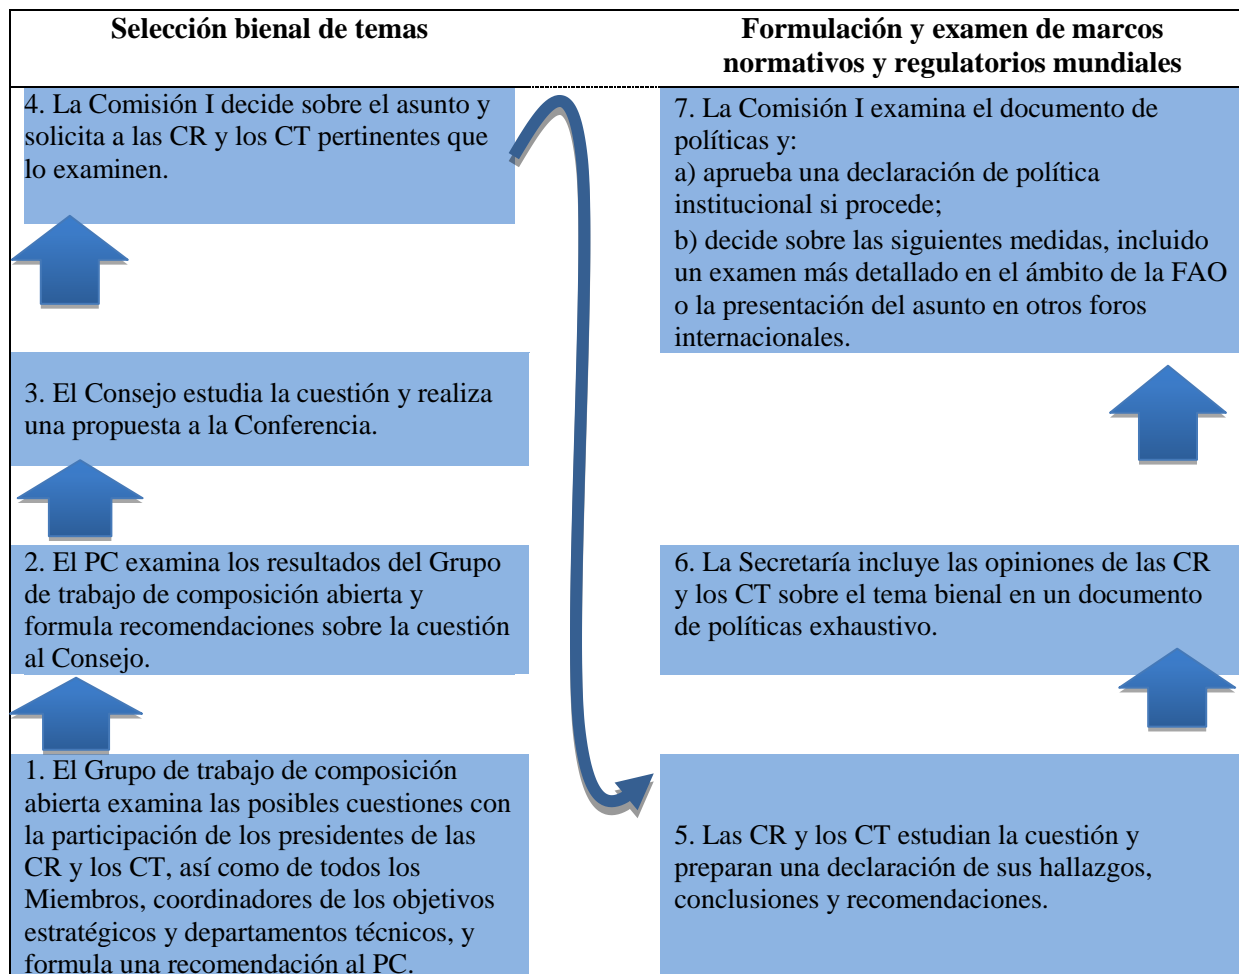 Selección bienal de temas
4. La Comisión I decide sobre el asunto y
solicita a las CR y los CT pertinentes que
lo examinen.
3. El Consejo estudia la cuestión y realiza
una propuesta a la Conferencia.
2. El PC examina los resultados del Grupo
de trabajo de composición abierta y
formula recomendaciones sobre la cuestión
al Consejo.
1. El Grupo de trabajo de composición
abierta examina las posibles cuestiones con
la participación de los presidentes de las
CR y los CT, así como de todos los
Miembros, coordinadores de los objetivos
estratégicos y departamentos técnicos, y
formula una recomendación al PC.
Formulación y examen de marcos
normativos y regulatorios mundiales
7. La Comisión I examina el documento de
políticas y:
a) aprueba una declaración de política
institucional si procede;
b) decide sobre las siguientes medidas, incluido
un examen más detallado en el ámbito de la FAO
o la presentación del asunto en otros foros
internacionales.
6. La Secretaría incluye las opiniones de las CR
y los CT sobre el tema bienal en un documento
de políticas exhaustivo.
5. Las CR y los CT estudian la cuestión y
preparan una declaración de sus hallazgos,
conclusiones y recomendaciones.